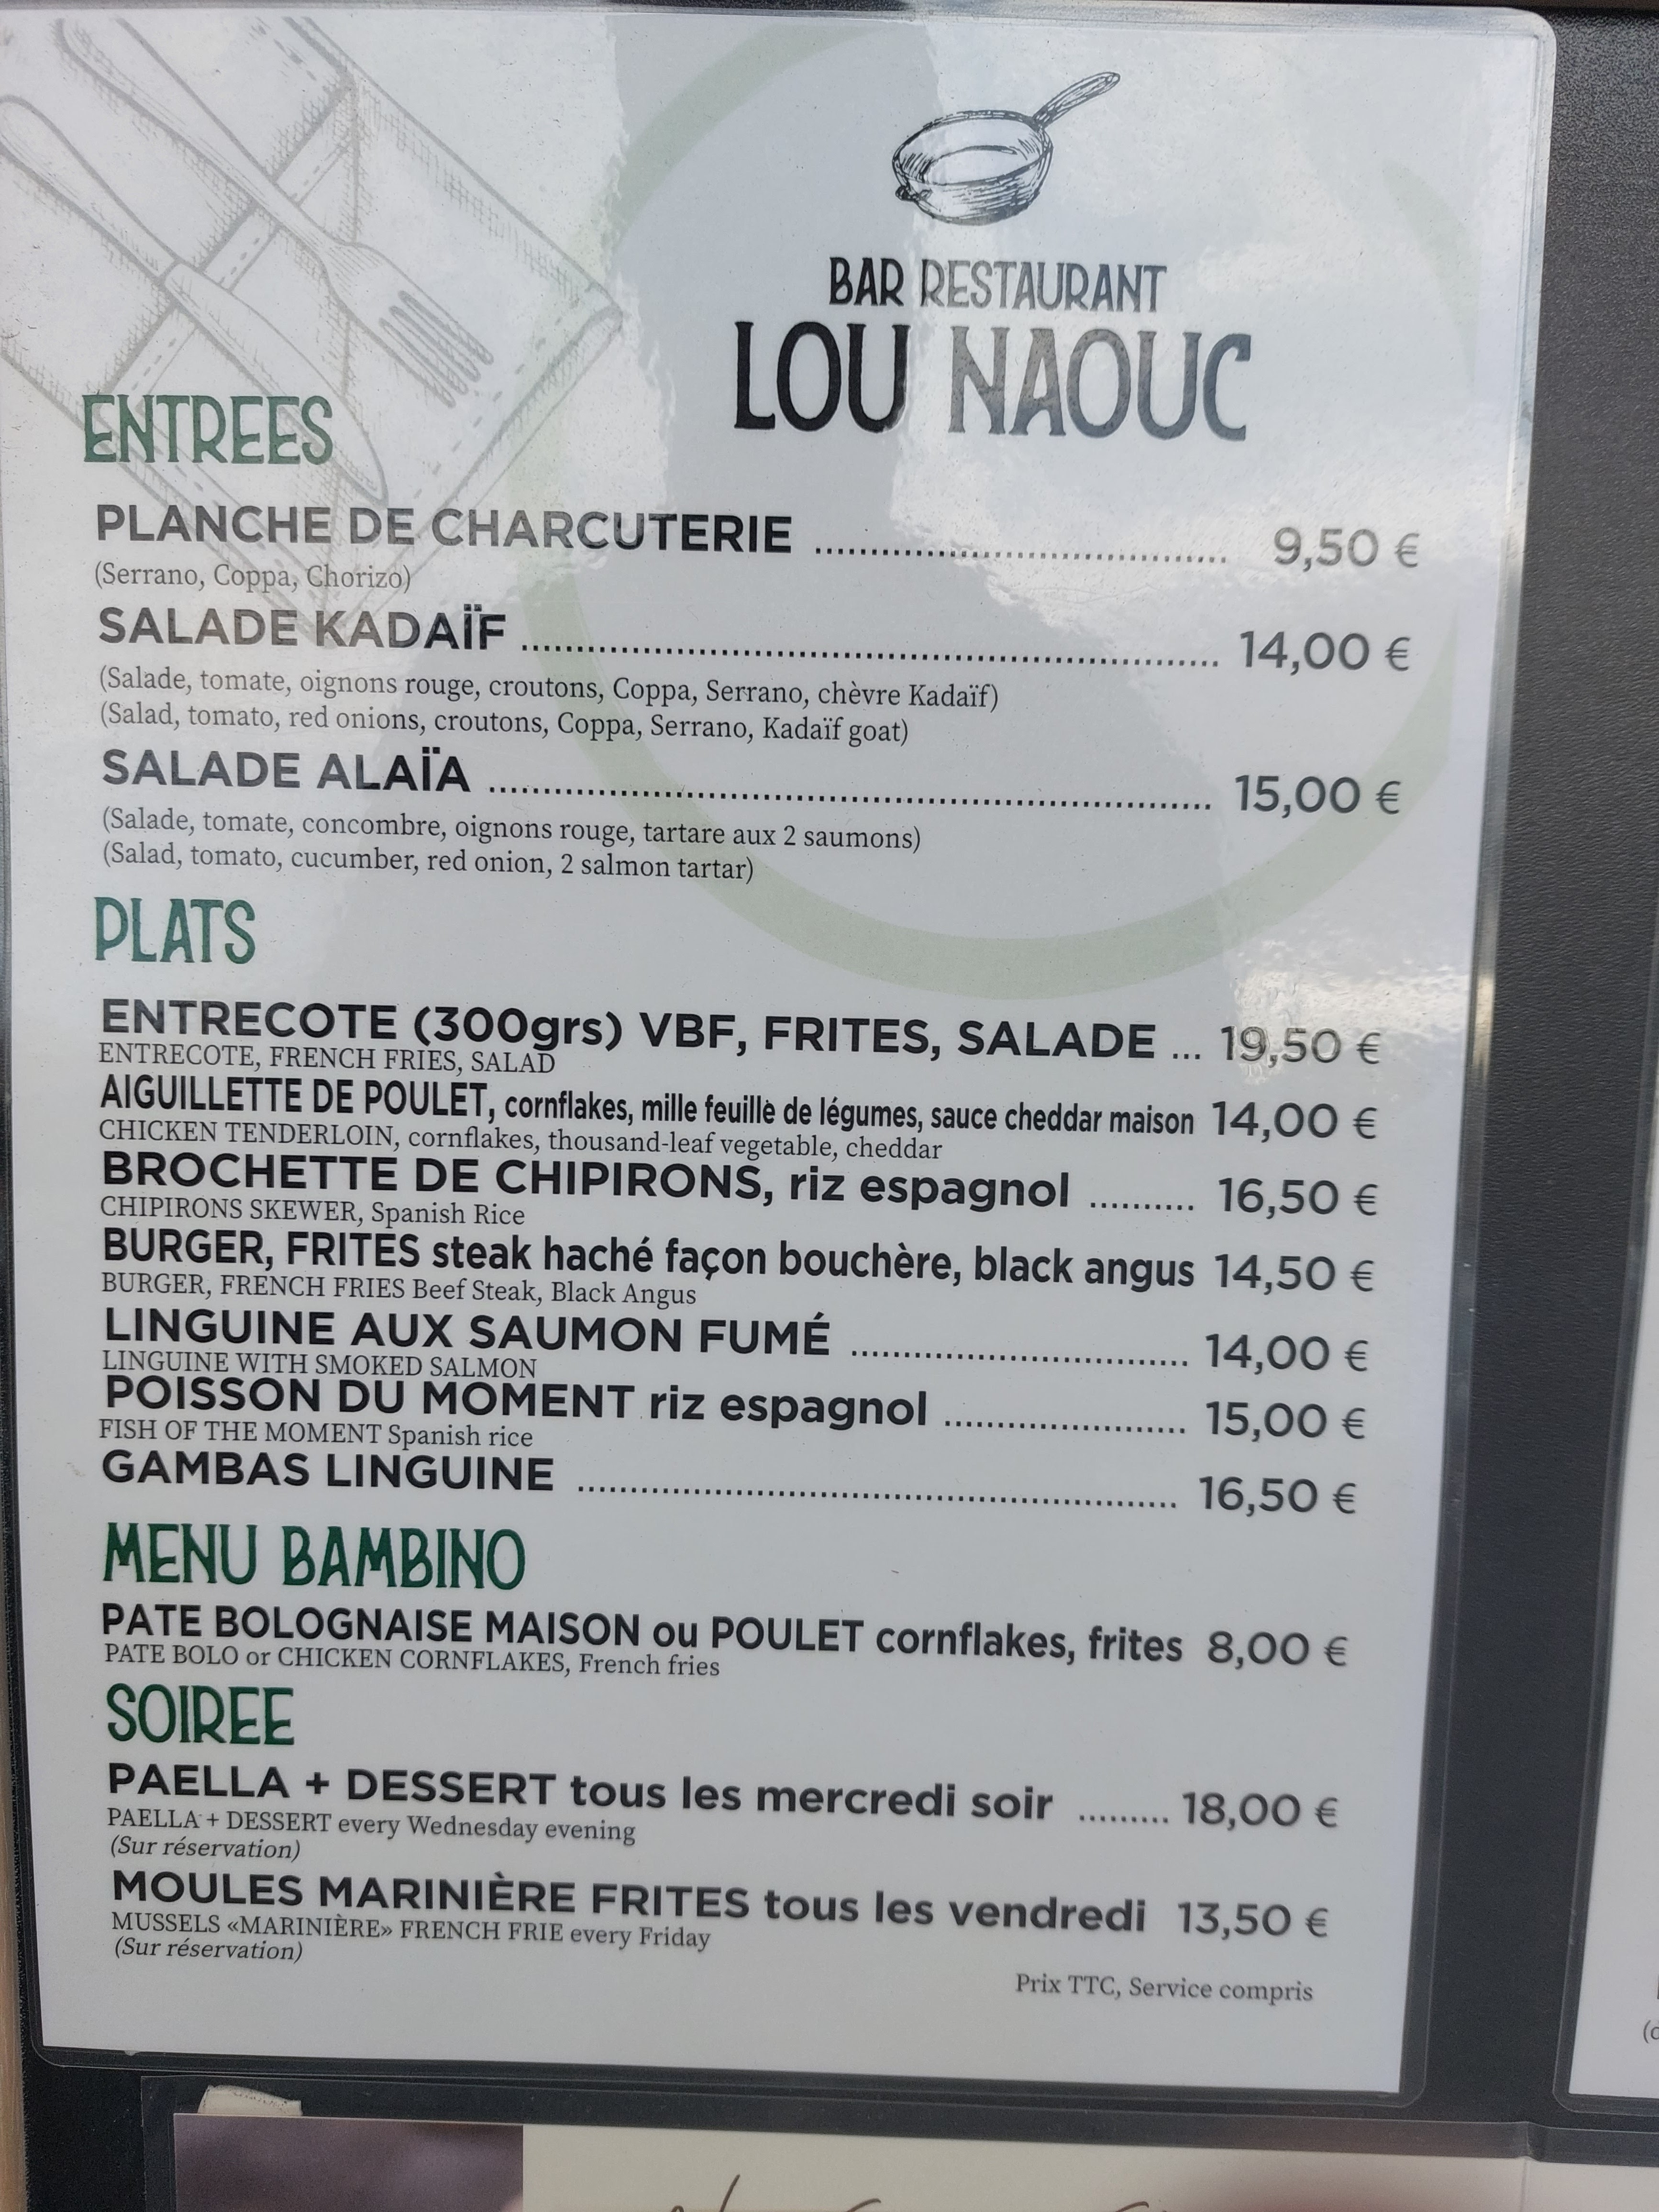 BAR RESTAURANT
LOU NAOUC
ENTREES
PLANCHE DE CHARCUTERIE .......................................... 9,50 €
(Serrano, Coppa, Chorizo)
SALADE KADAÏF ....................................................................... 14,00 €
(Salade, tomate, oignons rouge, croutons, Coppa, Serrano, chèvre Kadaïf)
(Salad, tomato, red onions, croutons, Coppa, Serrano, Kadaïf goat)
SALADE ALAÏA ......................................................................... 15,00 €
(Salade, tomate, concombre, oignons rouge, tartare aux 2 saumons)
(Salad, tomato, cucumber, red onion, 2 salmon tartar)
PLATS
ENTRECOTE (300grs) VBF, FRITES, SALADE ... 19,50 €
ENTRECOTE, FRENCH FRIES, SALAD
AIGUILLETTE DE POULET, cornflakes, mille feuille de légumes, sauce cheddar maison 14,00 €
CHICKEN TENDERLOIN, cornflakes, thousand-leaf vegetable, cheddar
BROCHETTE DE CHIPIRONS, riz espagnol .......... 16,50 €
CHIPIRONS SKEWER, Spanish Rice
BURGER, FRITES steak haché façon bouchère, black angus 14,50 €
BURGER, FRENCH FRIES Beef Steak, Black Angus
LINGUINE AUX SAUMON FUMÉ .................................. 14,00 €
LINGUINE WITH SMOKED SALMON
POISSON DU MOMENT riz espagnol ........................ 15,00 €
FISH OF THE MOMENT Spanish rice
GAMBAS LINGUINE ............................................................ 16,50 €
MENU BAMBINO
PATE BOLOGNAISE MAISON ou POULET cornflakes, frites 8,00 €
PATE BOLO or CHICKEN CORNFLAKES, French fries
SOIREE
PAELLA + DESSERT tous les mercredi soir ......... 18,00 €
PAELLA + DESSERT every Wednesday evening
(Sur réservation)
MOULES MARINIÈRE FRITES tous les vendredi 13,50 €
MUSSELS «MARINIÈRE» FRENCH FRIE every Friday
(Sur réservation)
Prix TTC, Service compris